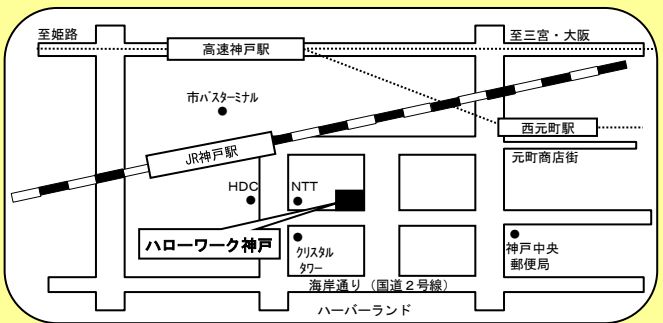 至姫路
高速神戸駅
至三宮・大阪
市バスターミナル
西元町駅
JR神戸駅
元町商店街
HDC
NTT
ハローワーク神戸
クリスタル
タワー
神戸中央
郵便局
海岸通り（国道２号線）
ハーバーランド